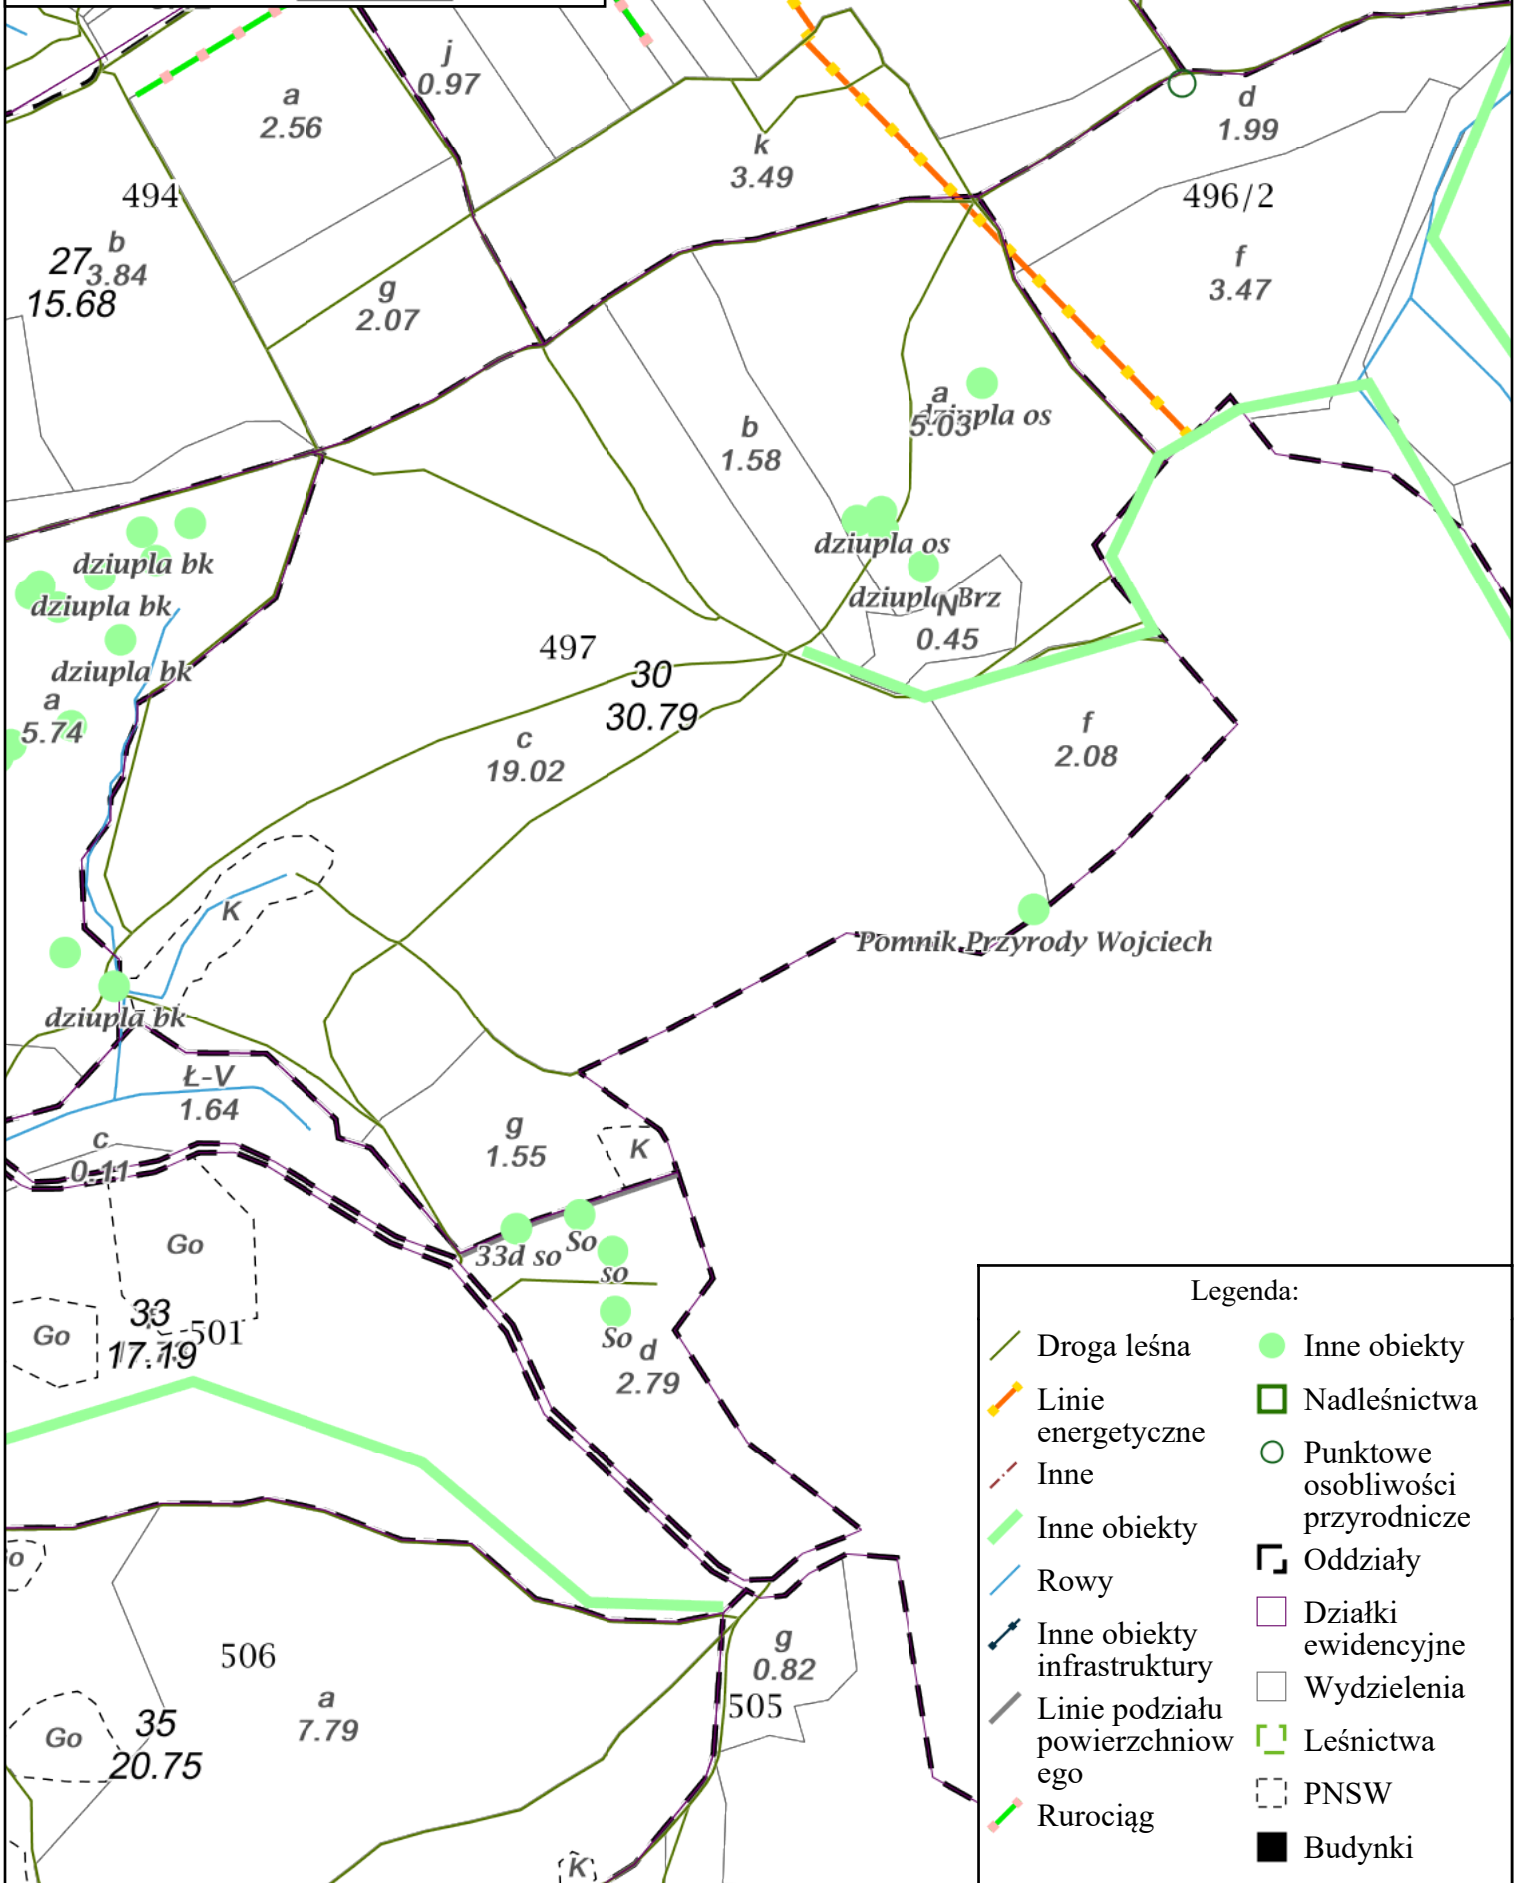 j
0.97
a
2.56
d
1.99
k
3.49
494
496/2
b
3.84
27
15.68
f
3.47
g
2.07
a
5.03
dziupla os
b
1.58
dziupla os
dziupla bk
dziupla bk
dziupla Brz
N
0.45
497
dziupla bk
30
30.79
a
5.74
c
19.02
f
2.08
K
Pomnik Przyrody Wojciech
dziupla bk
Ł-V
1.64
g
1.55
K
c
0.11
Go
33d so
So
so
33
17.19
501
Go
So
d
2.79
506
g
0.82
505
a
7.79
Go
35
20.75
K
Legenda:
Droga leśna
Linie
energetyczne
Inne
Inne obiekty
Rowy
Inne obiekty
infrastruktury
Linie podziału
powierzchniow
ego
Rurociąg
Inne obiekty
Nadleśnictwa
Punktowe
osobliwości
przyrodnicze
Oddziały
Działki
ewidencyjne
Wydzielenia
Leśnictwa
PNSW
Budynki